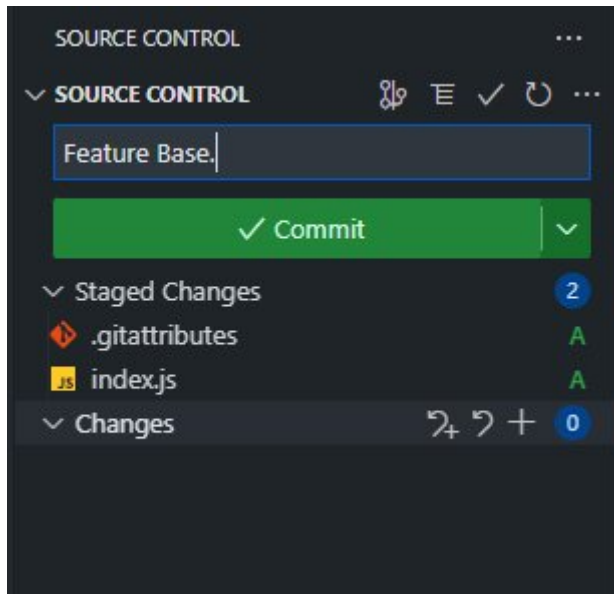 SOURCE CONTROL
SOURCE CONTROL
Feature Base.
Commit
Staged Changes 2
.gitattributes A
JS index.js A
Changes 0